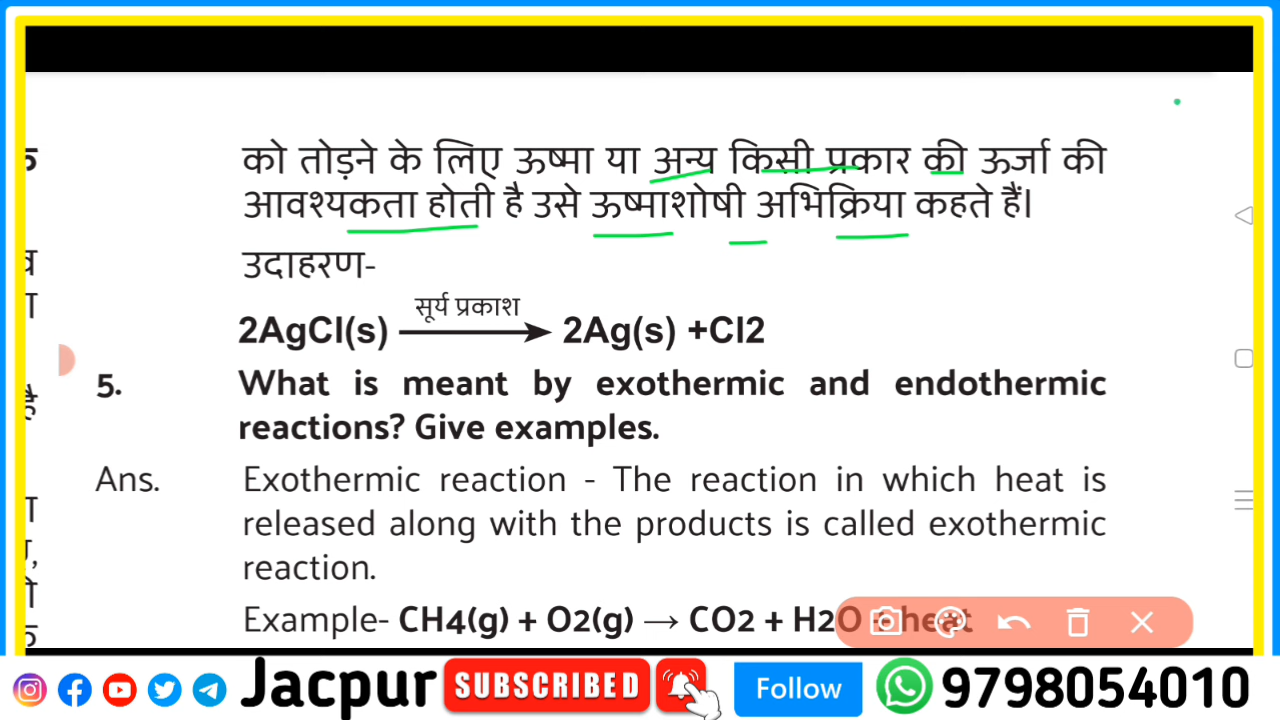 को तोड़ने के लिए ऊष्मा या अन्य किसी प्रकार की ऊर्जा की
आवश्यकता होती है उसे ऊष्माशोषी अभिक्रिया कहते हैं।
उदाहरण-
सूर्य प्रकाश
2AgCl(s) ⟶ 2Ag(s) +Cl2
5. What is meant by exothermic and endothermic
reactions? Give examples.
Ans. Exothermic reaction - The reaction in which heat is
released along with the products is called exothermic
reaction.
Example- CH4(g) + O2(g) → CO2 + H2O + heat
Jacpur SUBSCRIBED Follow 9798054010